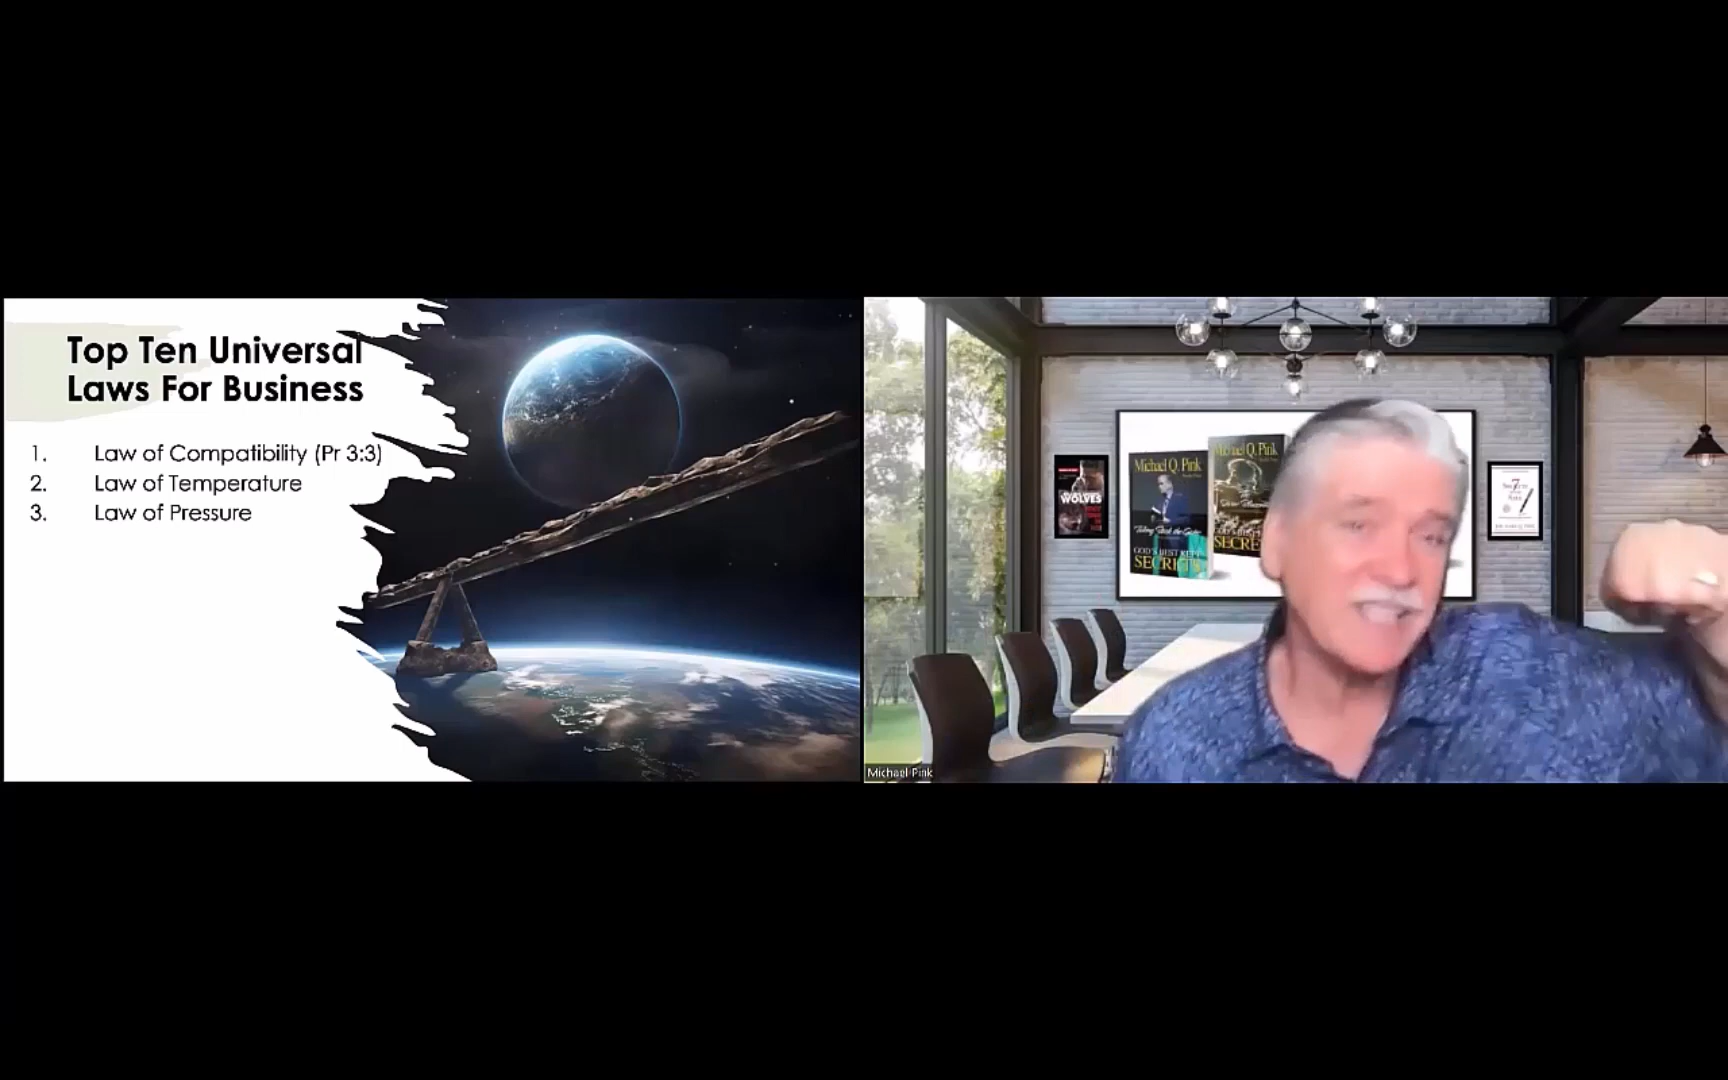 Top Ten Universal
Laws For Business
1. Law of Compatibility (Pr 3:3)
2. Law of Temperature
3. Law of Pressure
Michael Q. Pink
GOD'S BEST KEPT
SECRETS
Michael Q. Pink
SECRE
WOLVES
7
Michael Pink